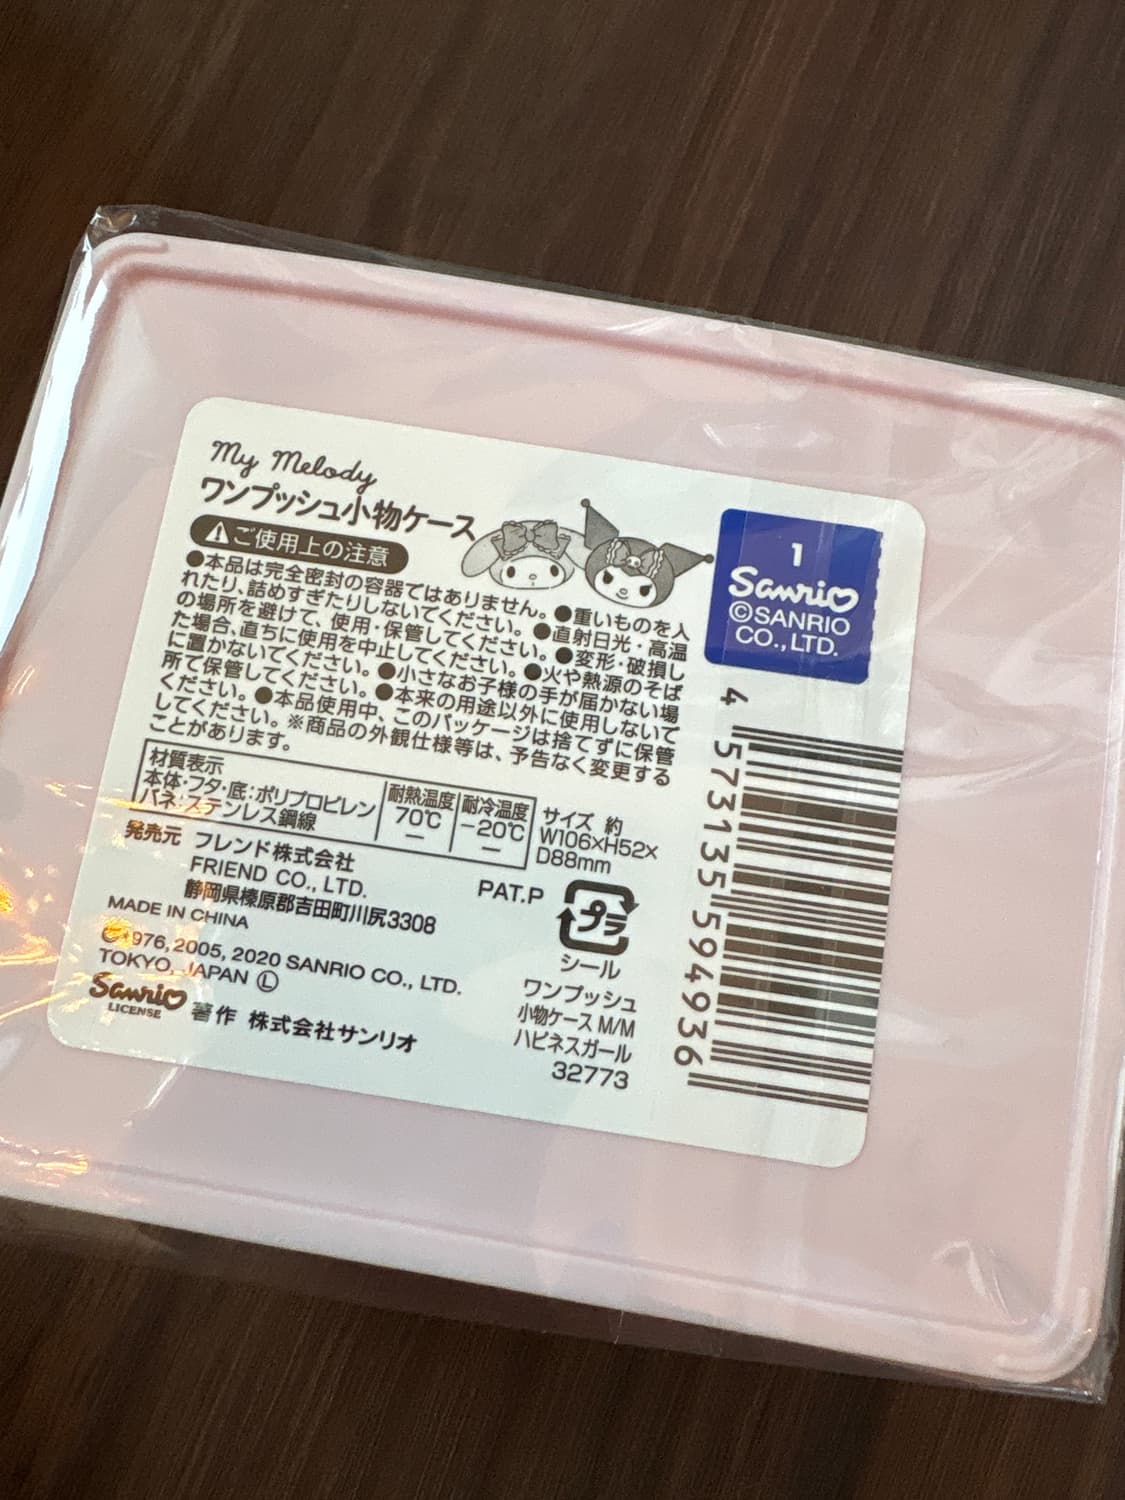 My Melody
ワンプッシュ小物ケース
ご使用上の注意
●本品は完全密封の容器ではありません。●重いものを入
れたり、詰めすぎたりしないでください。●直射日光・高温
の場所を避けて、使用・保管してください。●変形・破損し
た場合、直ちに使用を中止してください。●火や熱源のそば
に置かないでください。●小さなお子様の手が届かない場
所で保管してください。●本来の用途以外に使用しないで
ください。●本品使用中、このパッケージは捨てずに保管
してください。※商品の外観仕様等は、予告なく変更する
ことがあります。
材質表示
本体・フタ・底:ポリプロピレン
バネ:ステンレス鋼線
耐熱温度
70℃
耐冷温度
-20℃
サイズ 約
W106×H52×
D88mm
発売元 フレンド株式会社
FRIEND CO., LTD.
静岡県榛原郡吉田町川尻3308
MADE IN CHINA
©1976, 2005, 2020 SANRIO CO., LTD.
TOKYO, JAPAN Ⓛ
Sanrio
LICENSE
著作 株式会社サンリオ
PAT.P
プラ
シール
ワンプッシュ
小物ケース M/M
ハピネスガール
32773
1
Sanrio
©SANRIO
CO., LTD.
4 573135 594936